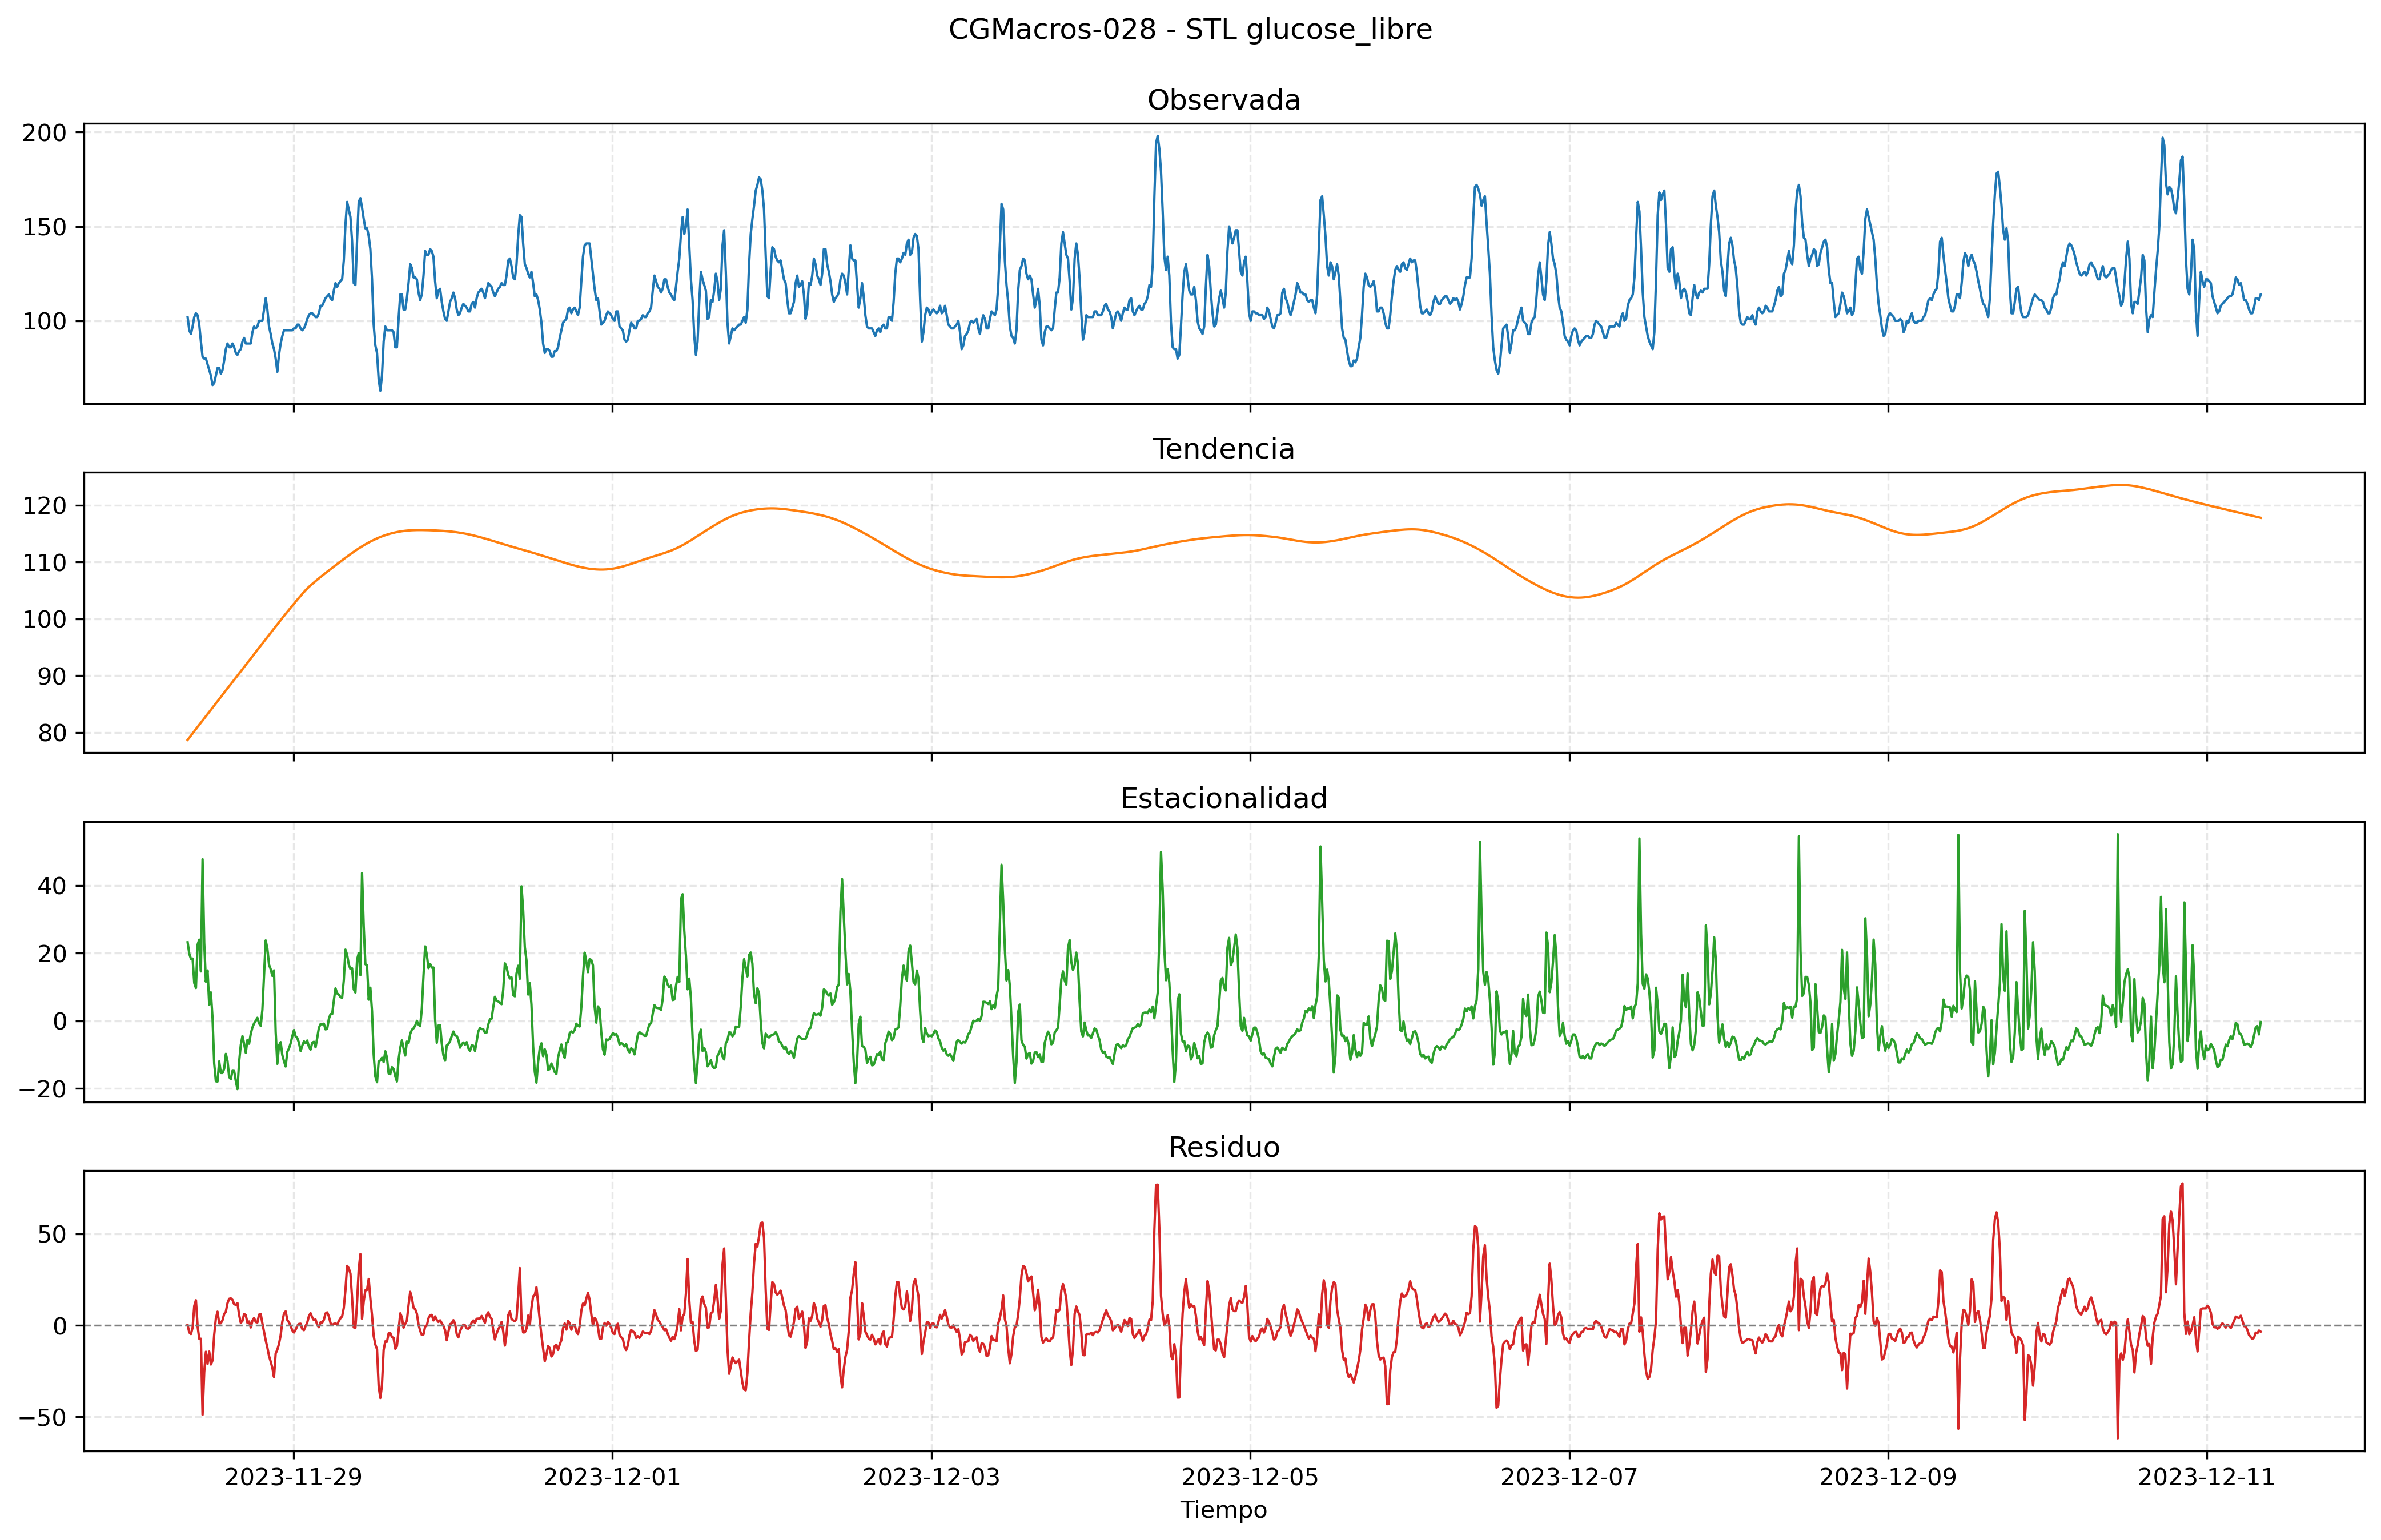 CGMacros-028 - STL glucose_libre
Observada
200
150
100
Tendencia
120
110
100
90
80
Estacionalidad
40
20
0
−20
Residuo
50
0
−50
2023-11-29 2023-12-01 2023-12-03 2023-12-05 2023-12-07 2023-12-09 2023-12-11
Tiempo